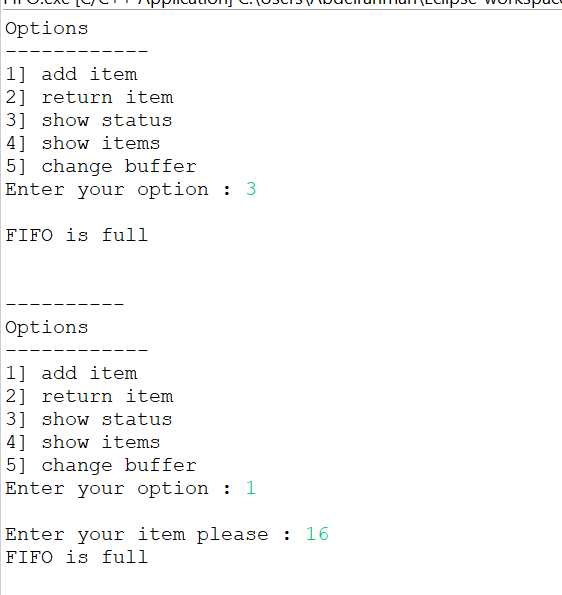 FIFO.exe [C/C++ Application] C:\Users\Abdelrahman\Eclipse-workspace
Options
------------
1] add item
2] return item
3] show status
4] show items
5] change buffer
Enter your option : 3
FIFO is full
----------
Options
------------
1] add item
2] return item
3] show status
4] show items
5] change buffer
Enter your option : 1
Enter your item please : 16
FIFO is full